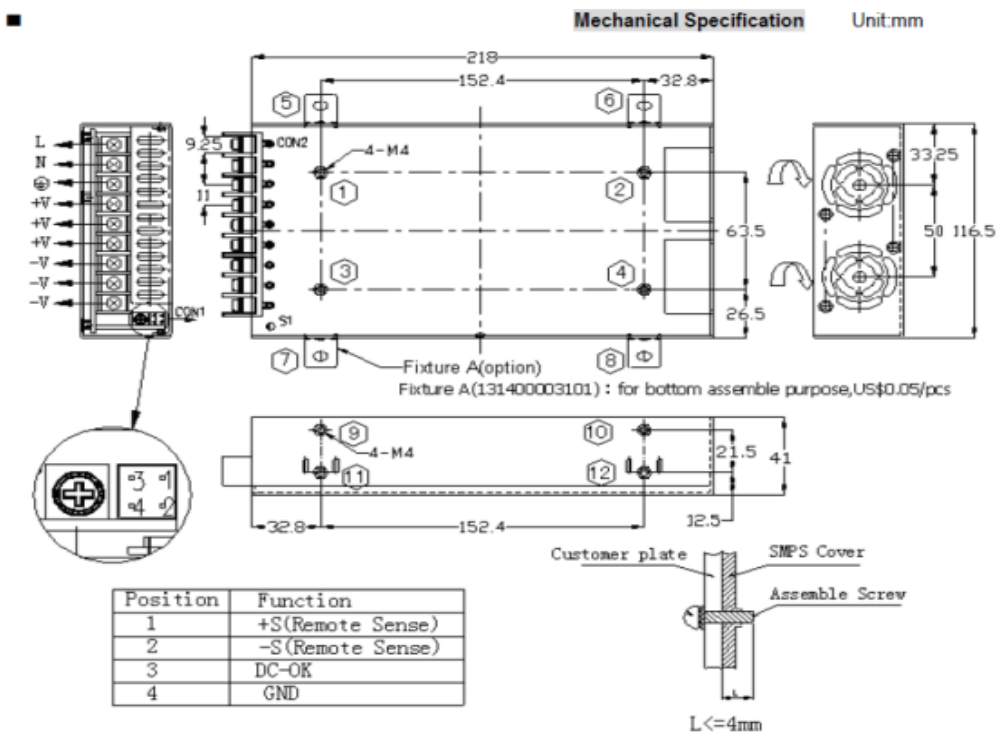 Mechanical Specification Unit:mm
218
152.4
32.8
5
6
L
N
+V
+V
+V
-V
-V
-V
CON1
9.25
11
CON2
4-M4
1
2
3
4
S1
63.5
26.5
33.25
50
116.5
7
8
Fixture A(option)
Fixture A(131400003101) : for bottom assemble purpose,US$0.05/pcs
9
10
4-M4
11
12
21.5
41
32.8
152.4
12.5
3 1
4 2
Customer plate
SMPS Cover
Assemble Screw
L
L<=4mm
Position Function
1 +S(Remote Sense)
2 -S(Remote Sense)
3 DC-OK
4 GND